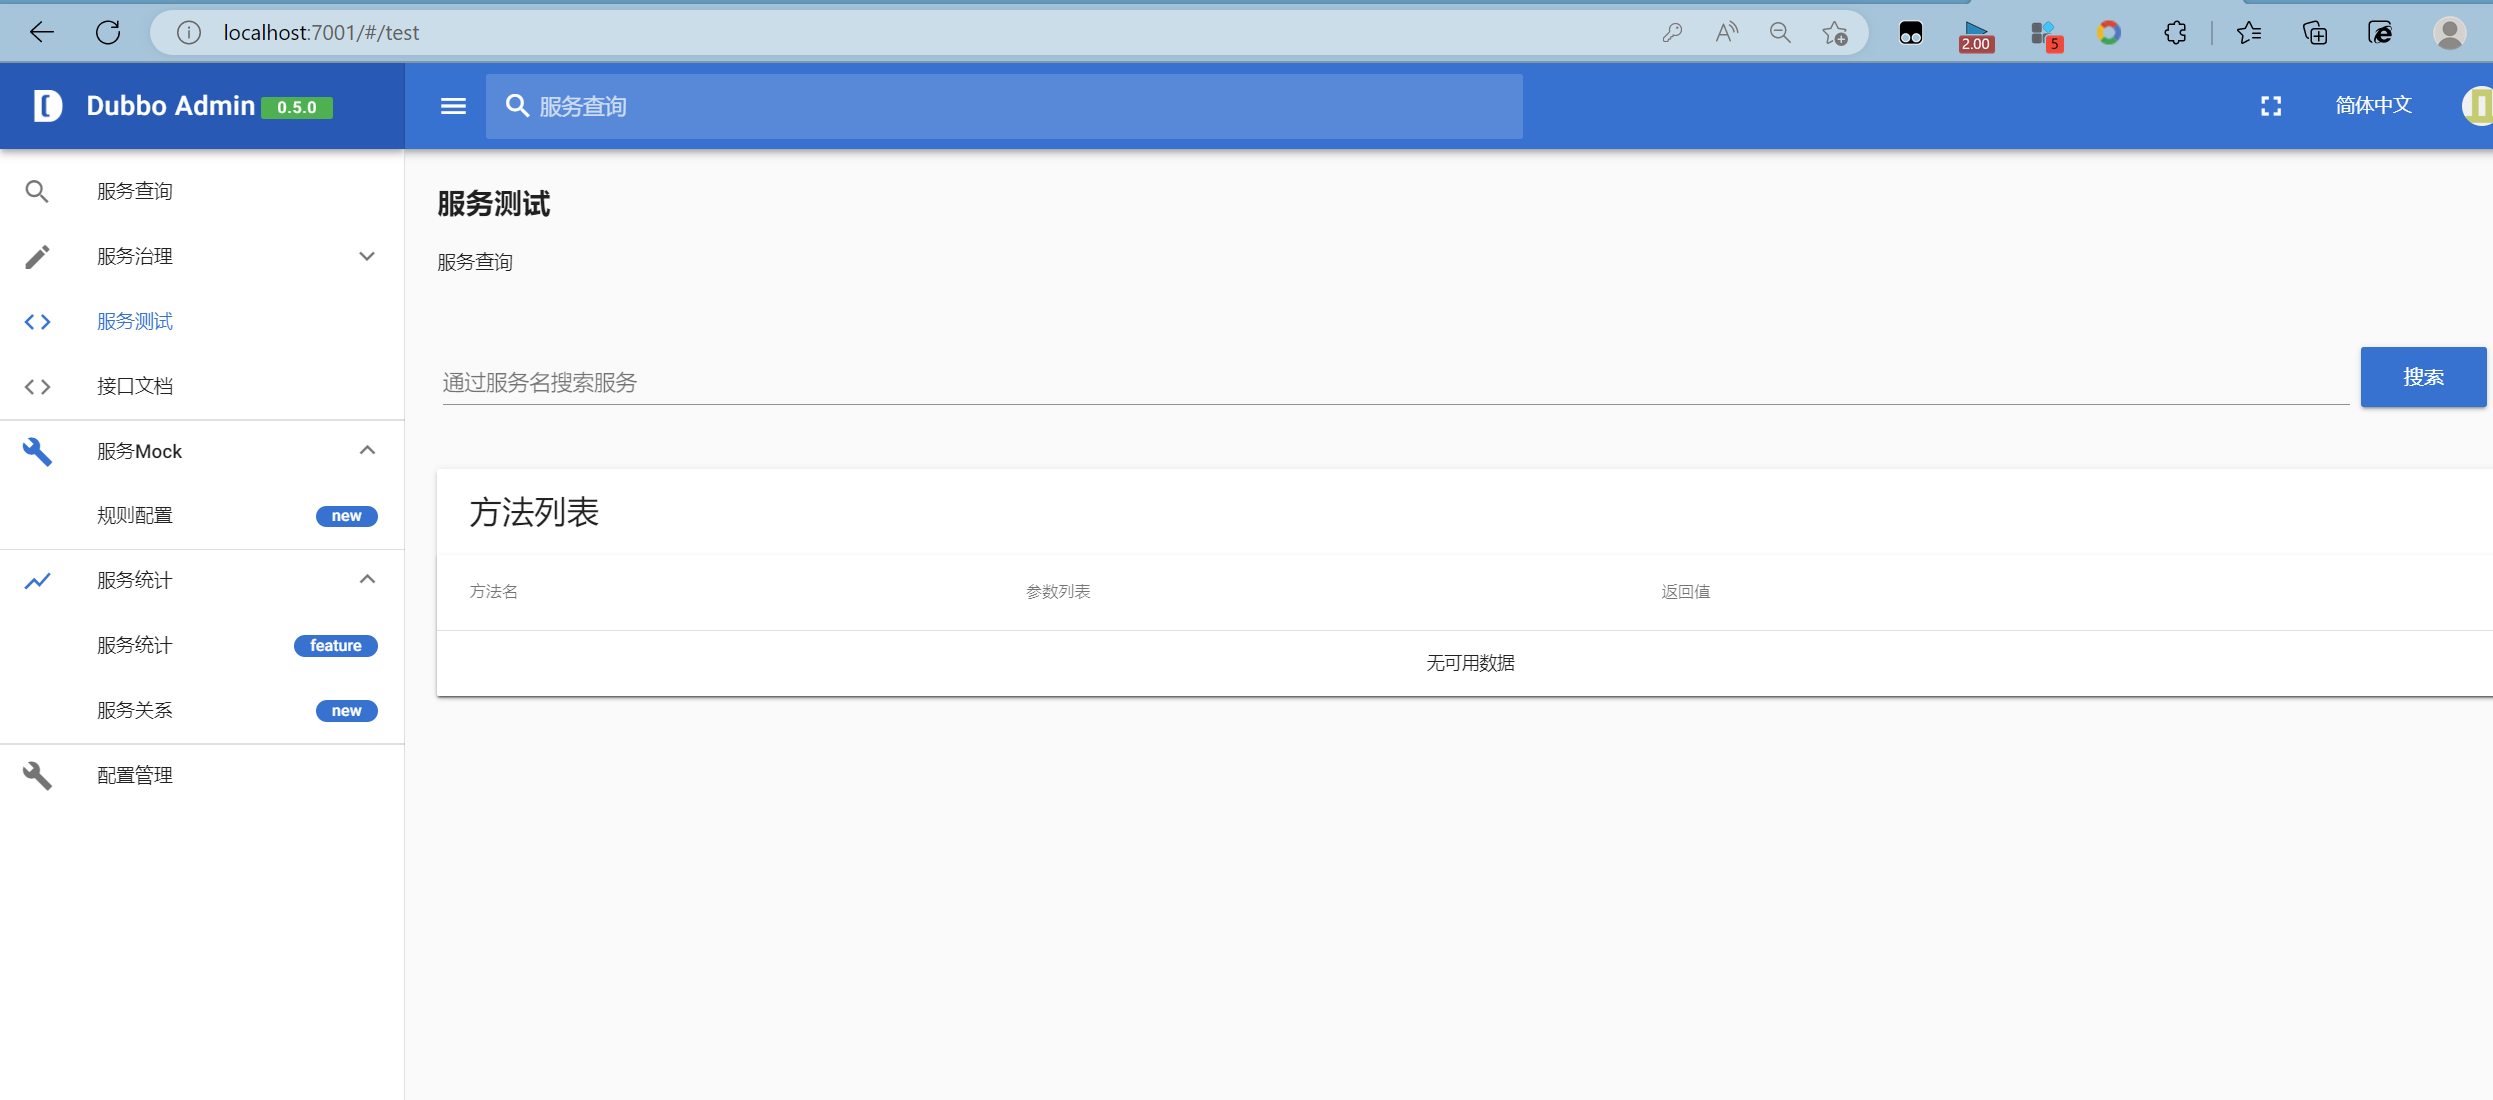 localhost:7001/#/test
2.00
5
Dubbo Admin 0.5.0
服务查询
简体中文
服务查询
服务治理
服务测试
接口文档
服务Mock
规则配置 new
服务统计
服务统计 feature
服务关系 new
配置管理
服务测试
服务查询
通过服务名搜索服务
搜索
方法列表
方法名 参数列表 返回值
无可用数据